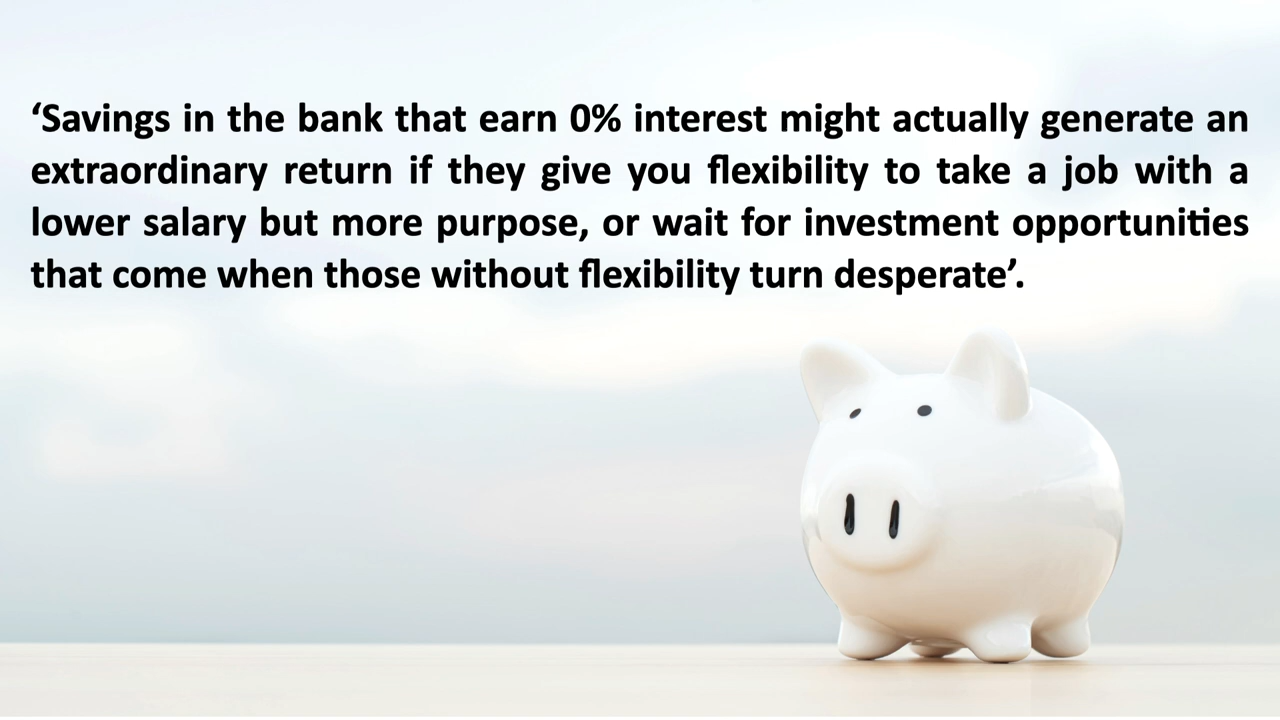 ‘Savings in the bank that earn 0% interest might actually generate an
extraordinary return if they give you flexibility to take a job with a
lower salary but more purpose, or wait for investment opportunities
that come when those without flexibility turn desperate’.